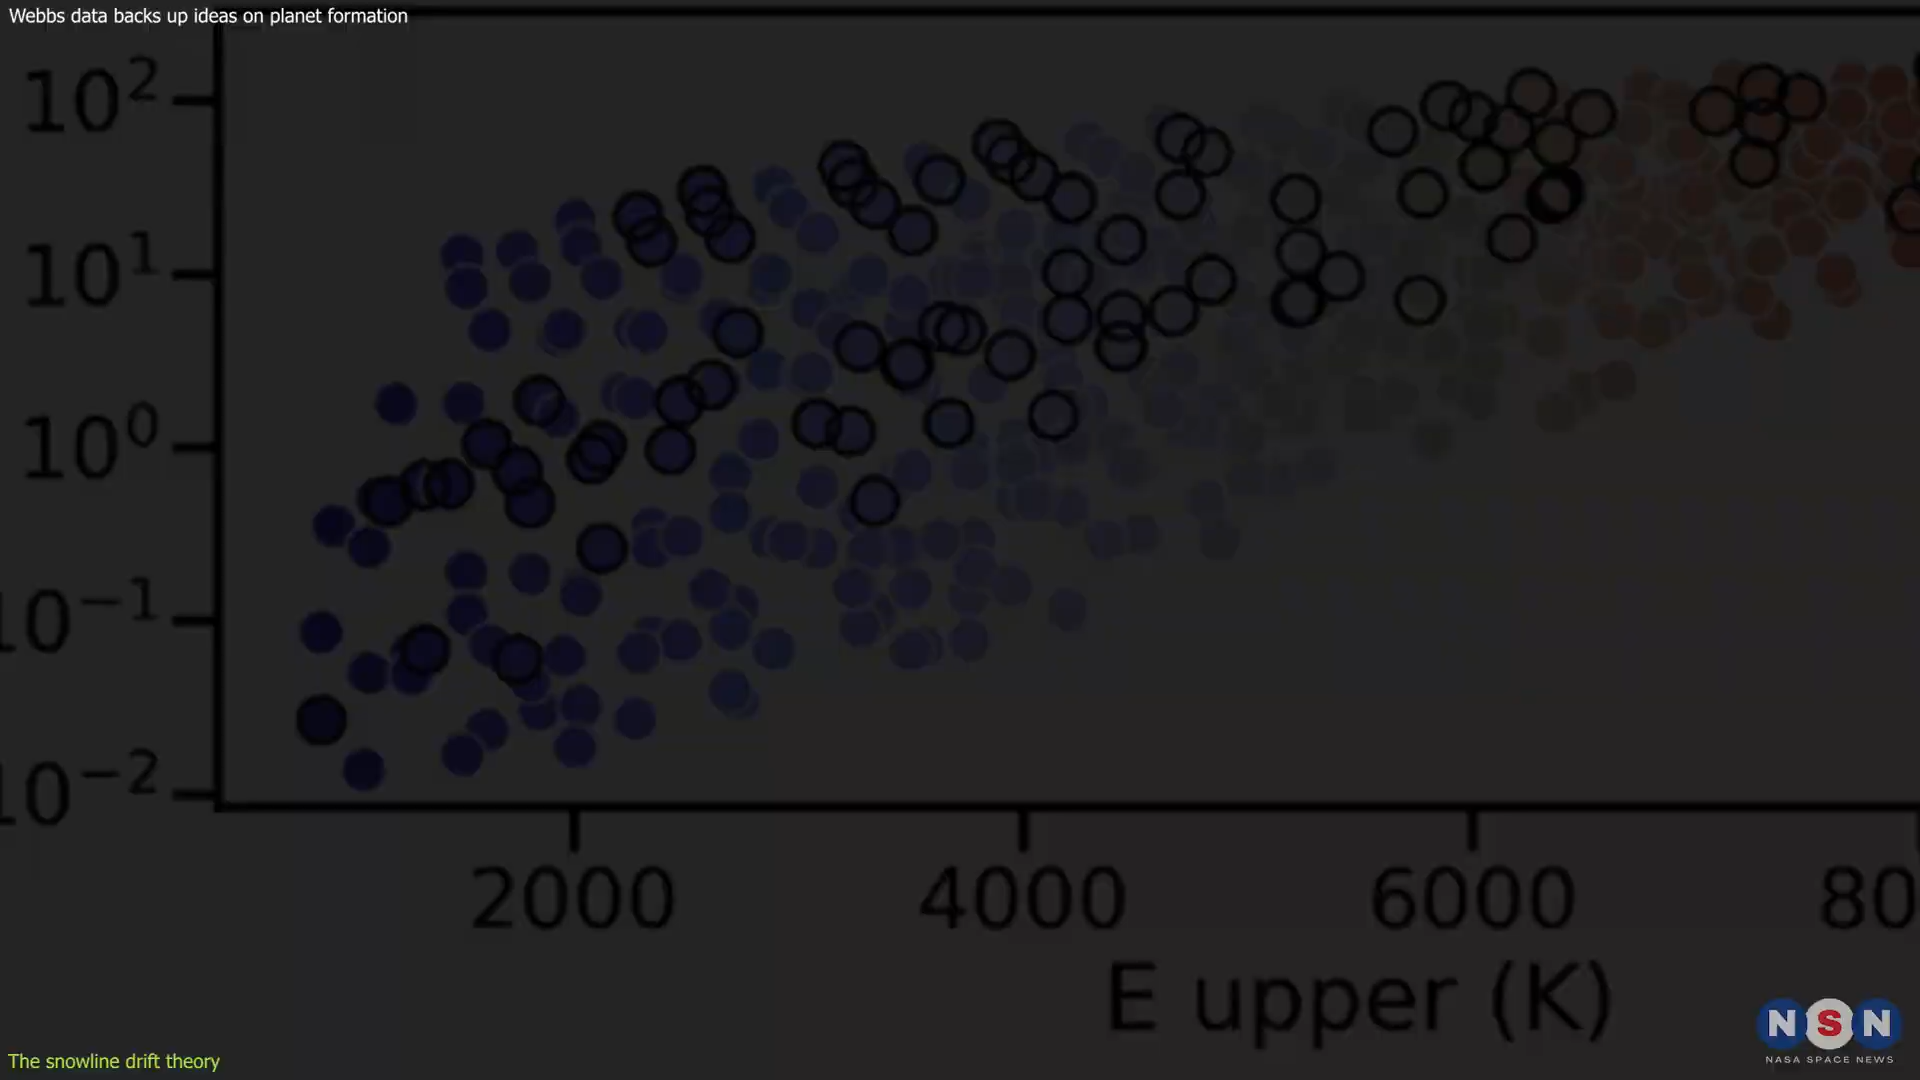 Webbs data backs up ideas on planet formation
10²
10¹
10⁰
10⁻¹
10⁻²
2000
4000
6000
80
E upper (K)
NSN
NASA SPACE NEWS
The snowline drift theory